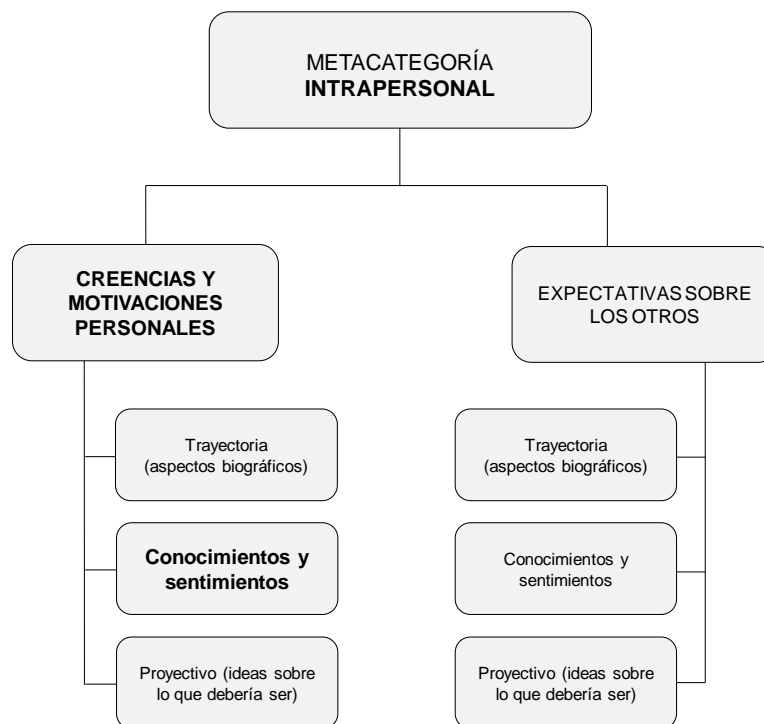 METACATEGORÍA
INTRAPERSONAL
CREENCIAS Y
MOTIVACIONES
PERSONALES
EXPECTATIVAS SOBRE
LOS OTROS
Trayectoria
(aspectos biográficos)
Trayectoria
(aspectos biográficos)
Conocimientos y
sentimientos
Conocimientos y
sentimientos
Proyectivo (ideas sobre
lo que debería ser)
Proyectivo (ideas sobre
lo que debería ser)